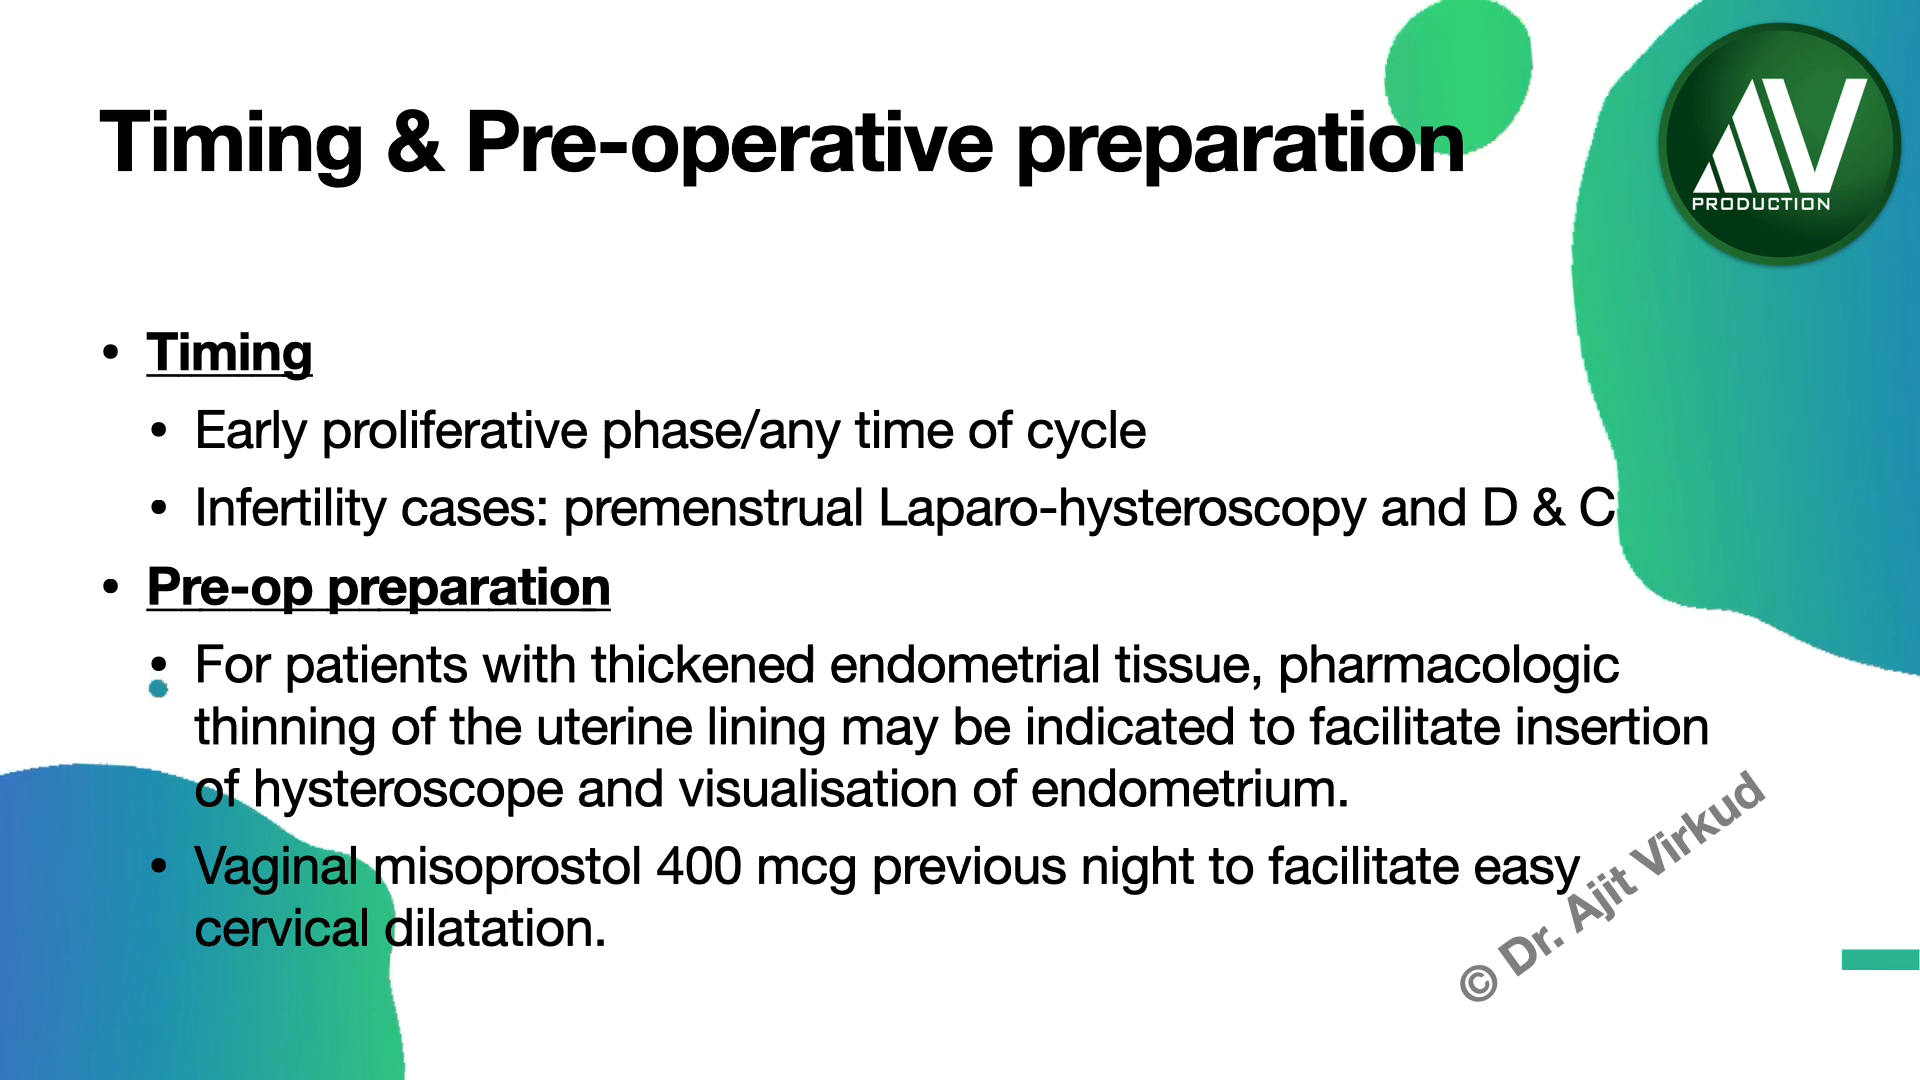 Timing & Pre-operative preparation
PRODUCTION
• Timing
• Early proliferative phase/any time of cycle
• Infertility cases: premenstrual Laparo-hysteroscopy and D & C
• Pre-op preparation
• For patients with thickened endometrial tissue, pharmacologic
thinning of the uterine lining may be indicated to facilitate insertion
of hysteroscope and visualisation of endometrium.
• Vaginal misoprostol 400 mcg previous night to facilitate easy
cervical dilatation.
© Dr. Ajit Virkud